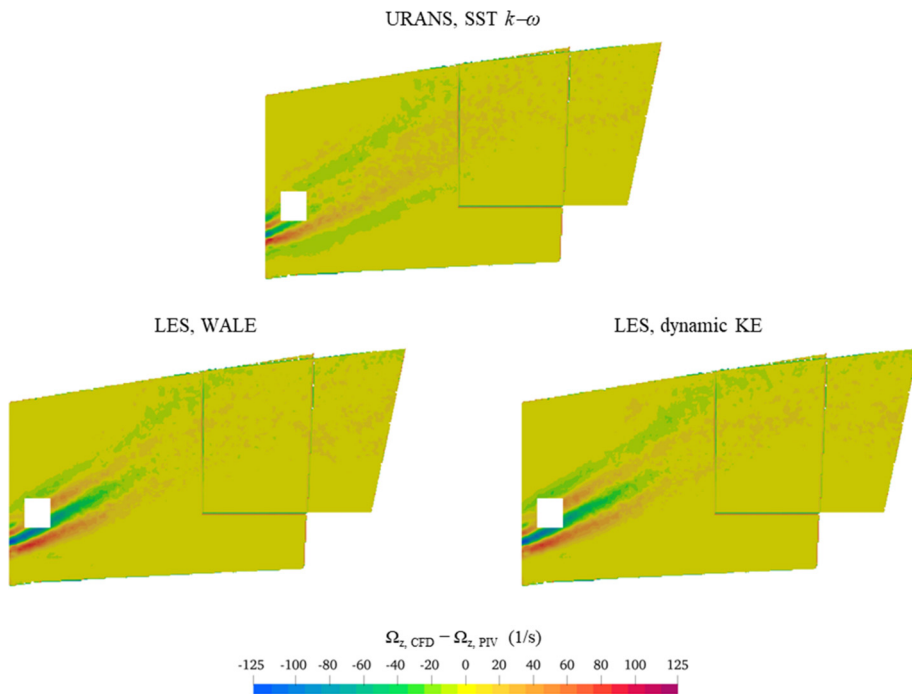 URANS, SST k–ω
LES, WALE
LES, dynamic KE
Ωz, CFD – Ωz, PIV (1/s)
-125 -100 -80 -60 -40 -20 0 20 40 60 80 100 125